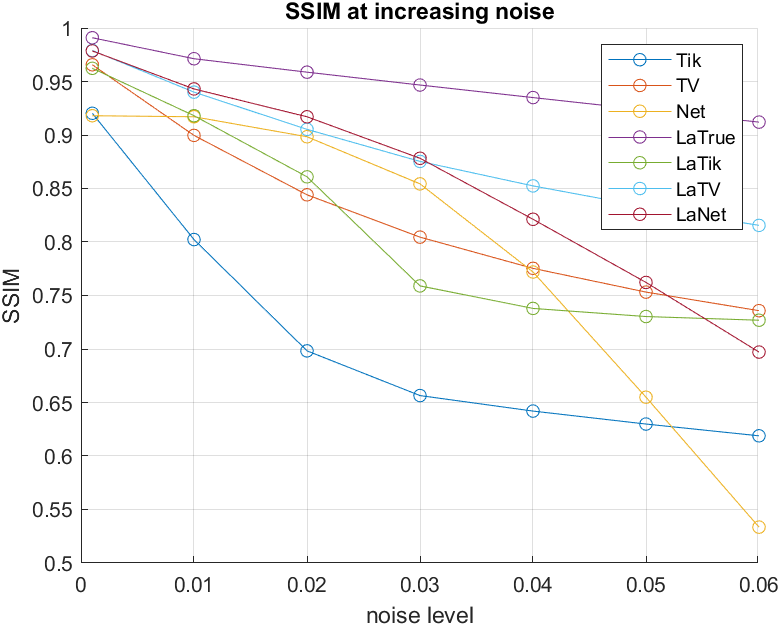 SSIM at increasing noise
1
0.95
0.9
0.85
0.8
0.75
0.7
0.65
0.6
0.55
0.5
SSIM
Tik
TV
Net
LaTrue
LaTik
LaTV
LaNet
0 0.01 0.02 0.03 0.04 0.05 0.06
noise level